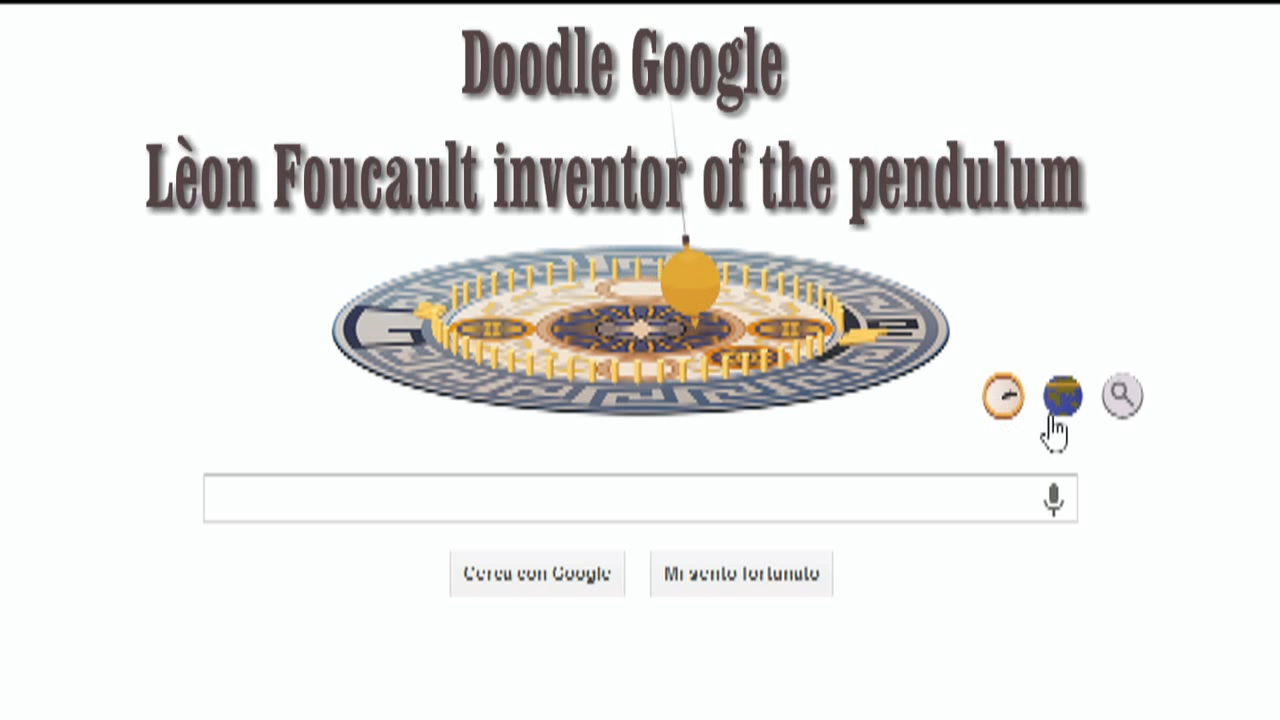 Doodle Google
Lèon Foucault inventor of the pendulum
Cerca con Google
Mi sento fortunato